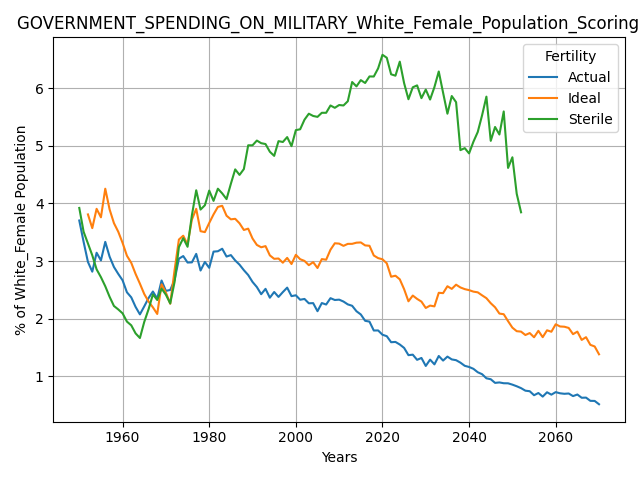 GOVERNMENT_SPENDING_ON_MILITARY_White_Female_Population_Scoring
Fertility
Actual
Ideal
Sterile
% of White_Female Population
6
5
4
3
2
1
1960
1980
2000
2020
2040
2060
Years